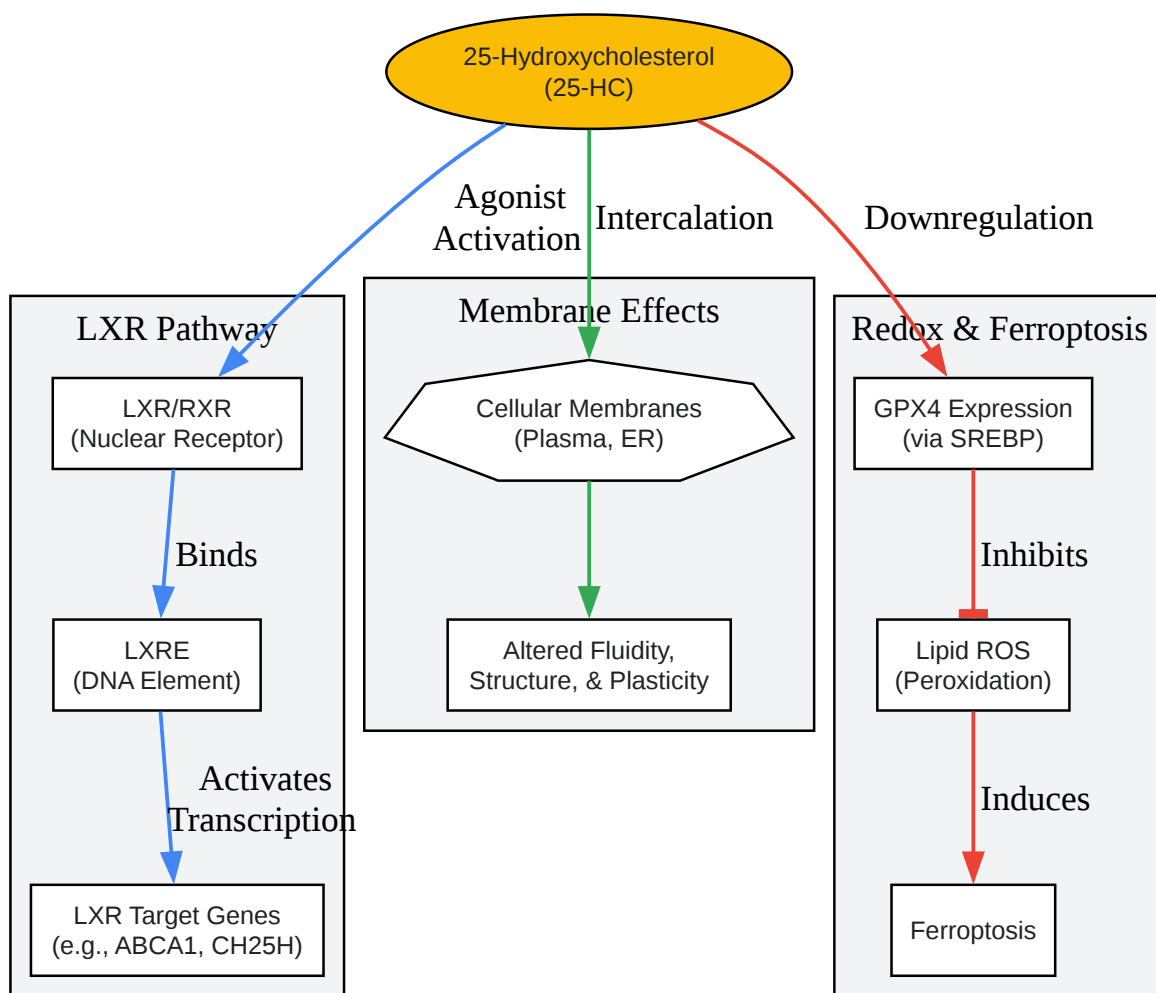 25-Hydroxycholesterol
(25-HC)
Agonist
Activation
Intercalation
Downregulation
LXR Pathway
LXR/RXR
(Nuclear Receptor)
Binds
LXRE
(DNA Element)
Activates
Transcription
LXR Target Genes
(e.g., ABCA1, CH25H)
Membrane Effects
Cellular Membranes
(Plasma, ER)
Altered Fluidity,
Structure, & Plasticity
Redox & Ferroptosis
GPX4 Expression
(via SREBP)
Inhibits
Lipid ROS
(Peroxidation)
Induces
Ferroptosis